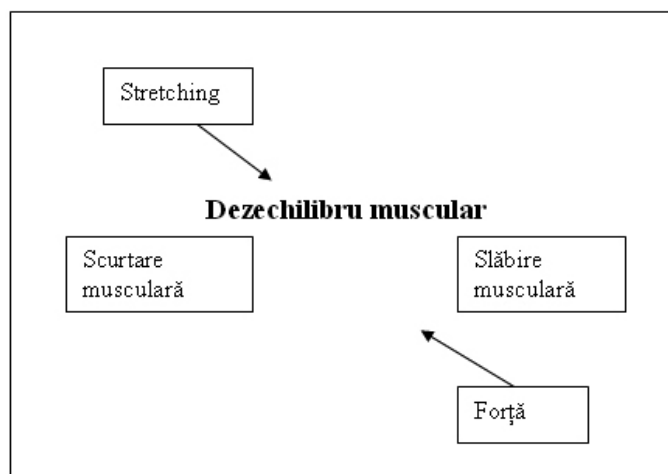 Stretching
Dezechilibru muscular
Scurtare
musculară
Slăbire
musculară
Forță